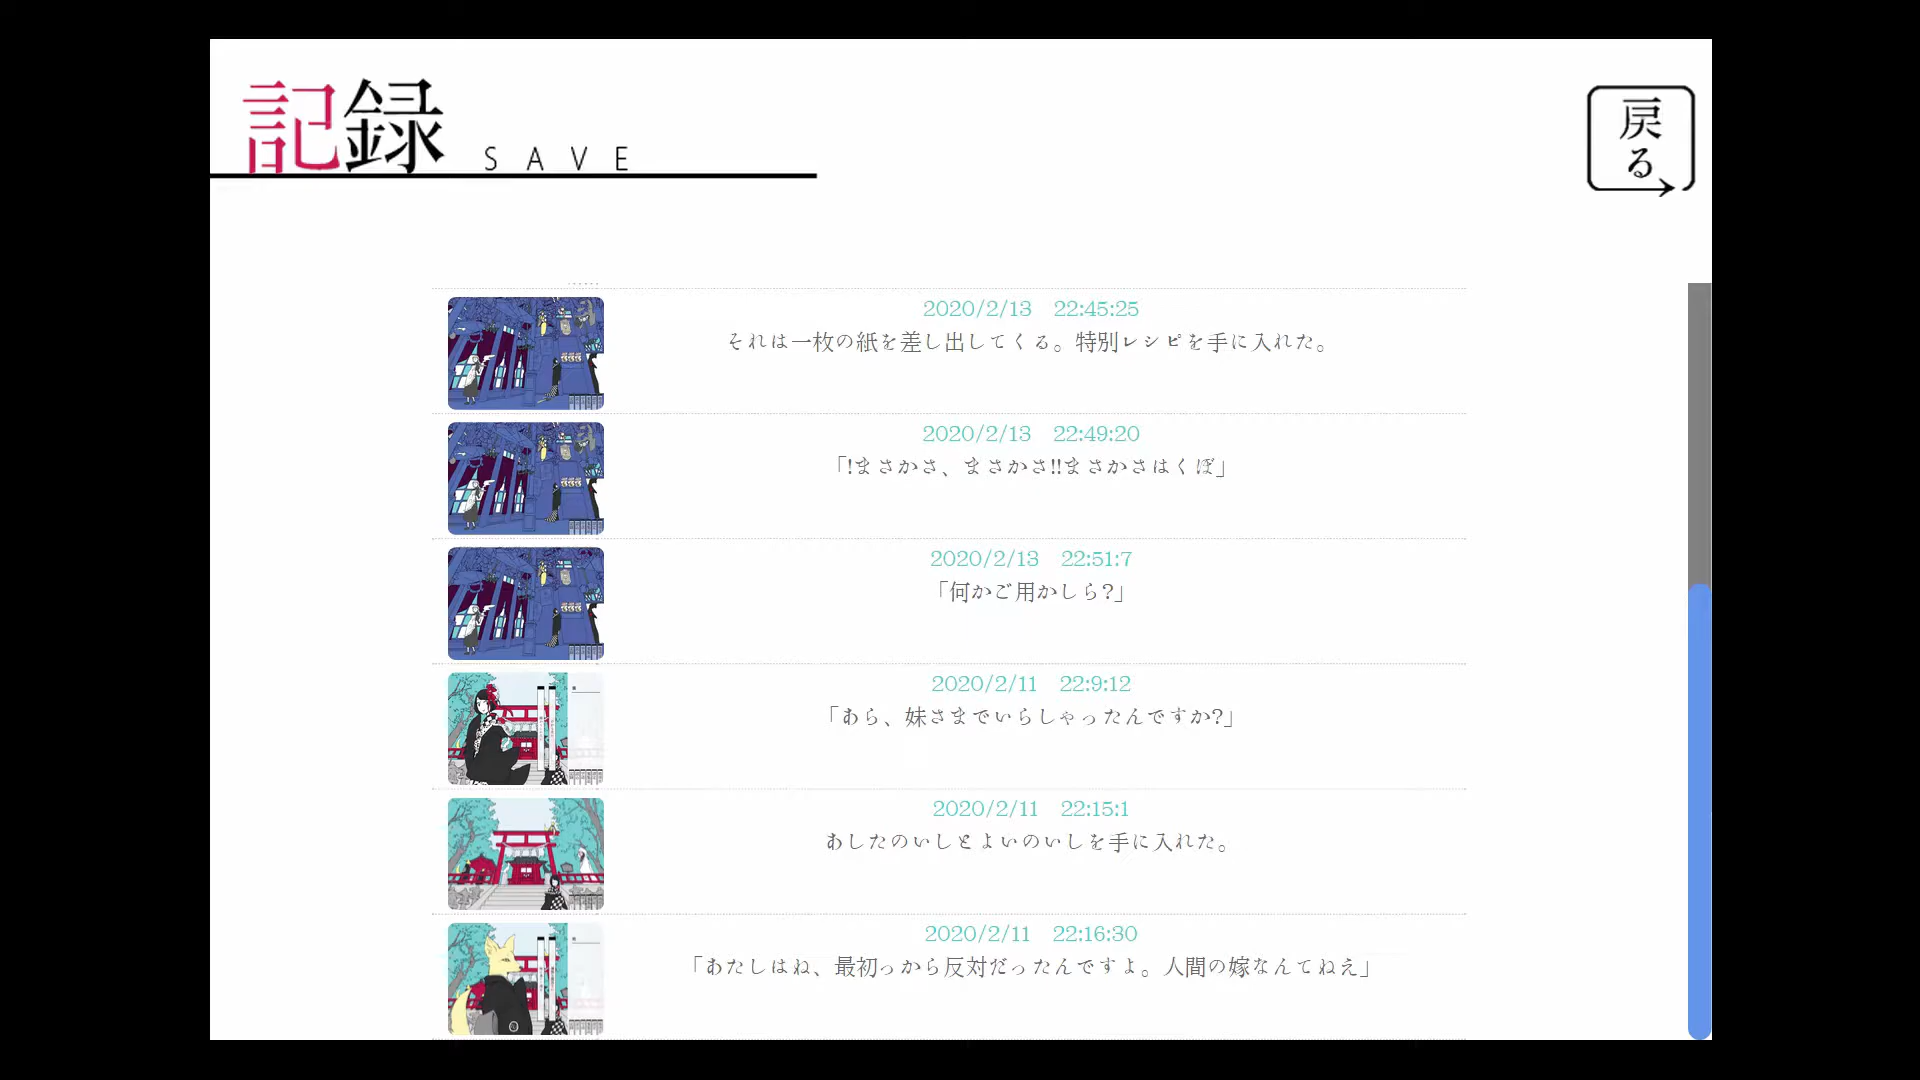 記録 SAVE
戻る
2020/2/13 22:45:25
それは一枚の紙を差し出してくる。特別レシピを手に入れた。
2020/2/13 22:49:20
「!まさかさ、まさかさ!!まさかさはくぼ」
2020/2/13 22:51:7
「何かご用かしら?」
2020/2/11 22:9:12
「あら、妹さまでいらしゃったんですか?」
2020/2/11 22:15:1
あしたのいしとよいのいしを手に入れた。
2020/2/11 22:16:30
「あたしはね、最初っから反対だったんですよ。人間の嫁なんてねえ」